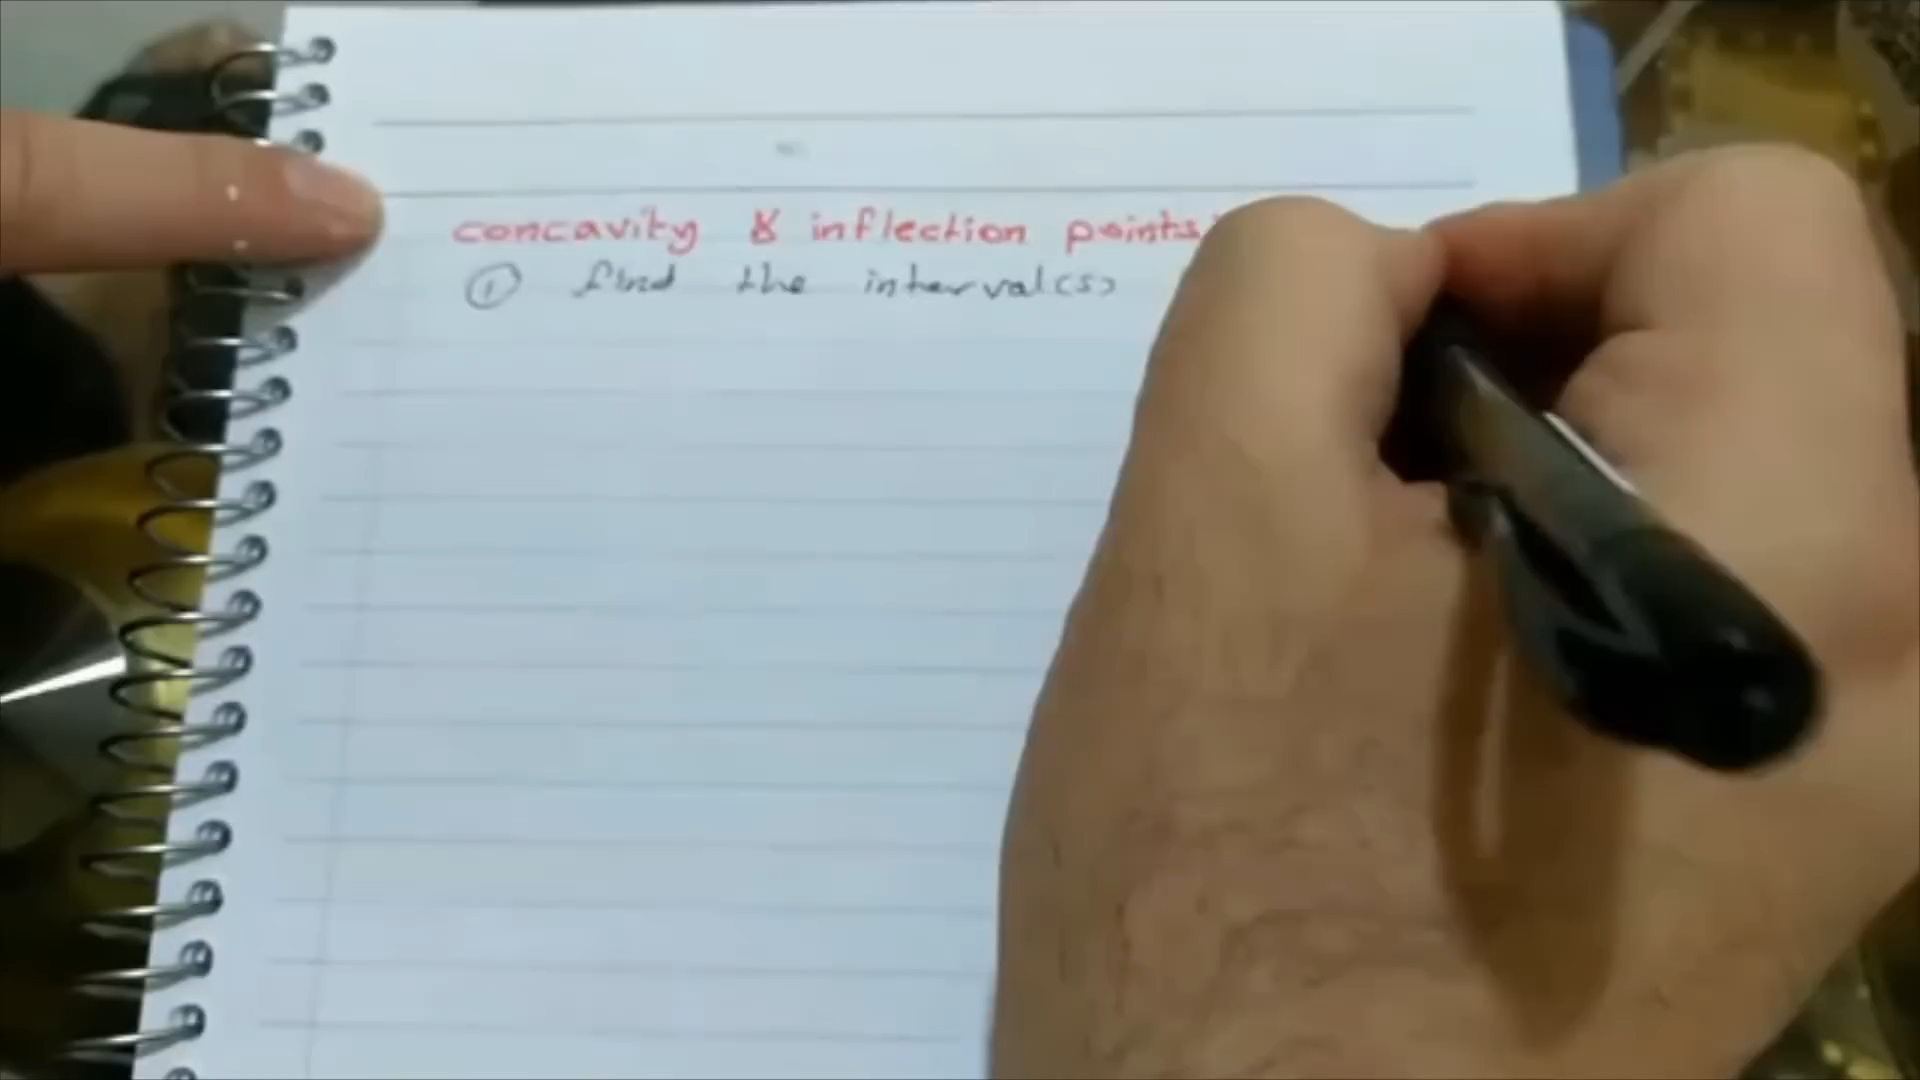 concavity & inflection points:
① find the interval(s)